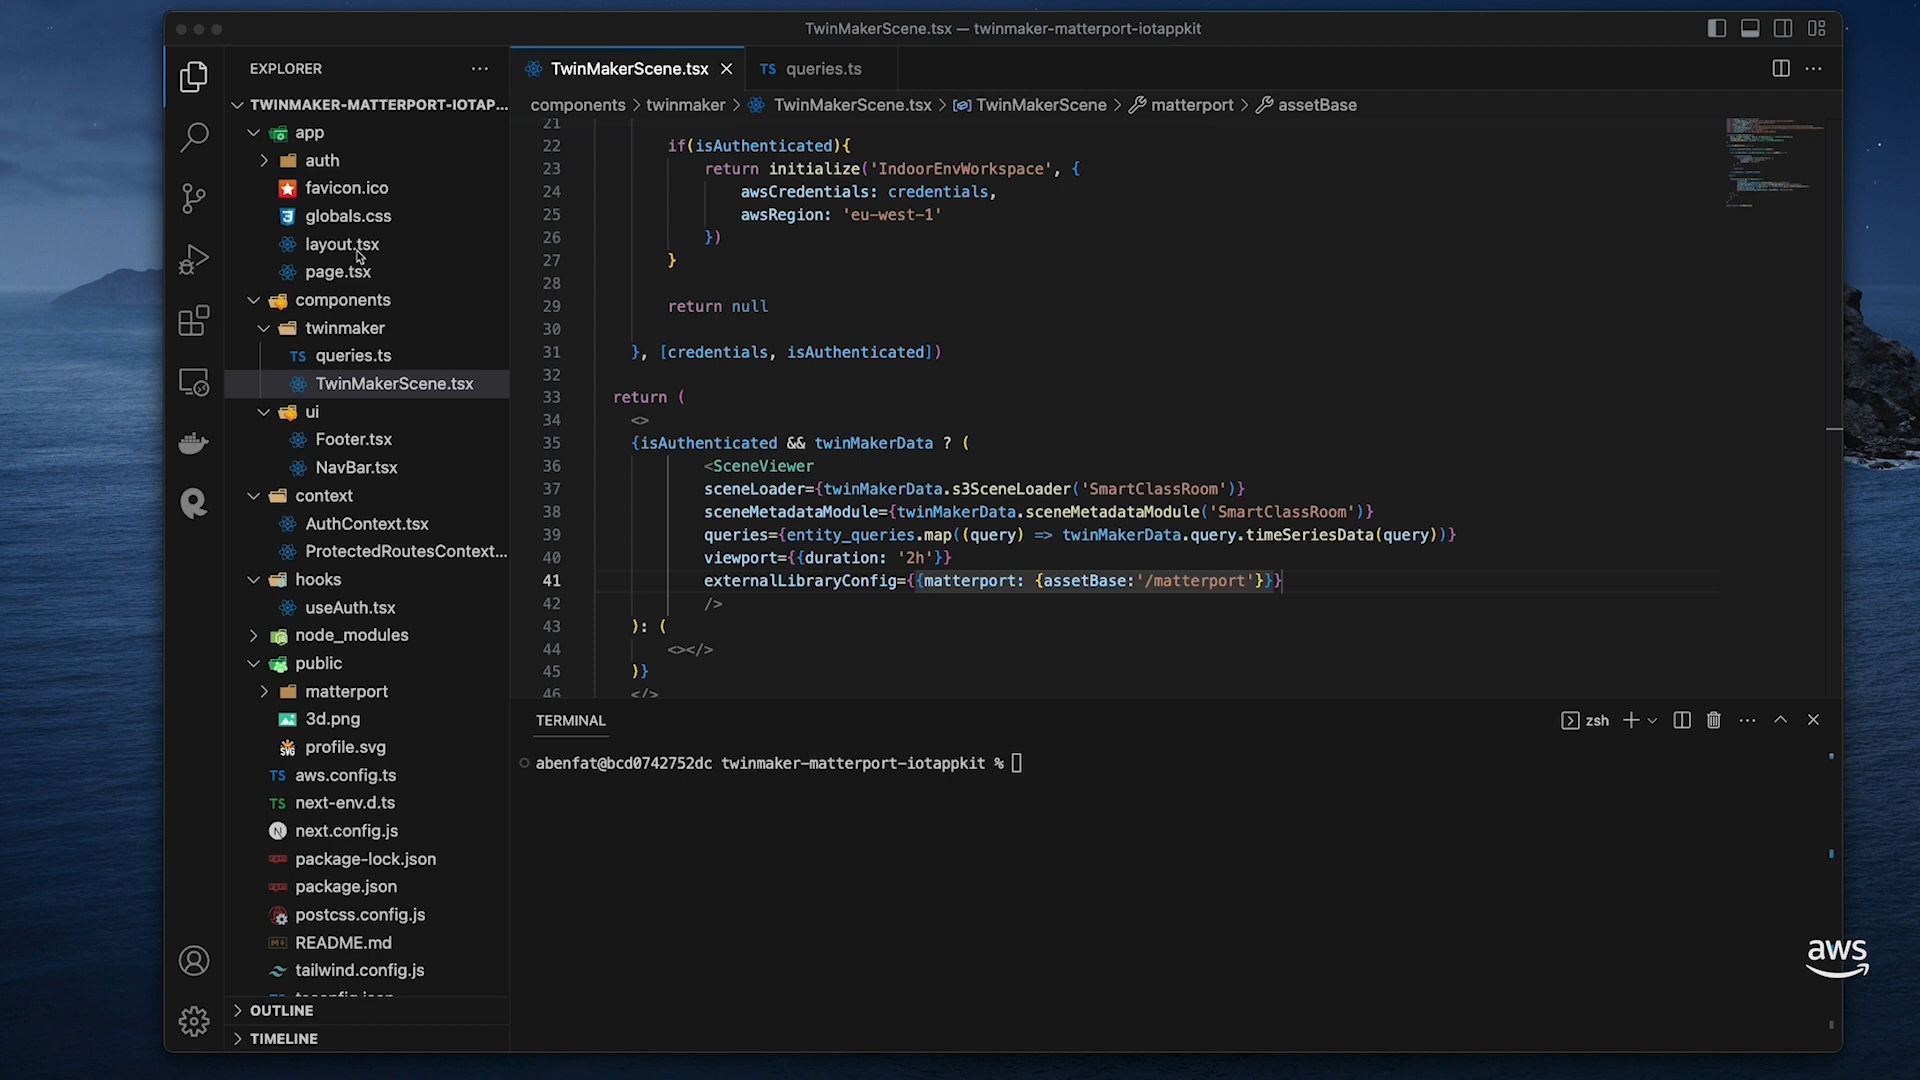 TwinMakerScene.tsx — twinmaker-matterport-iotappkit
EXPLORER
TWINMAKER-MATTERPORT-IOTAP...
app
auth
favicon.ico
globals.css
layout.tsx
page.tsx
components
twinmaker
TS queries.ts
TwinMakerScene.tsx
ui
Footer.tsx
NavBar.tsx
context
AuthContext.tsx
ProtectedRoutesContext...
hooks
useAuth.tsx
node_modules
public
matterport
3d.png
profile.svg
TS aws.config.ts
TS next-env.d.ts
N next.config.js
package-lock.json
package.json
postcss.config.js
README.md
tailwind.config.js
tsconfig.json
OUTLINE
TIMELINE
TwinMakerScene.tsx
TS queries.ts
components > twinmaker > TwinMakerScene.tsx > TwinMakerScene > matterport > assetBase
21
22 if(isAuthenticated){
23 return initialize('IndoorEnvWorkspace', {
24 awsCredentials: credentials,
25 awsRegion: 'eu-west-1'
26 })
27 }
28
29 return null
30
31 }, [credentials, isAuthenticated])
32
33 return (
34 <>
35 {isAuthenticated && twinMakerData ? (
36 <SceneViewer
37 sceneLoader={twinMakerData.s3SceneLoader('SmartClassRoom')}
38 sceneMetadataModule={twinMakerData.sceneMetadataModule('SmartClassRoom')}
39 queries={entity_queries.map((query) => twinMakerData.query.timeSeriesData(query))}
40 viewport={{duration: '2h'}}
41 externalLibraryConfig={{matterport: {assetBase:'/matterport'}}}
42 />
43 ): (
44 <></>
45 )}
46 </>
TERMINAL
zsh
abenfat@bcd0742752dc twinmaker-matterport-iotappkit %
aws